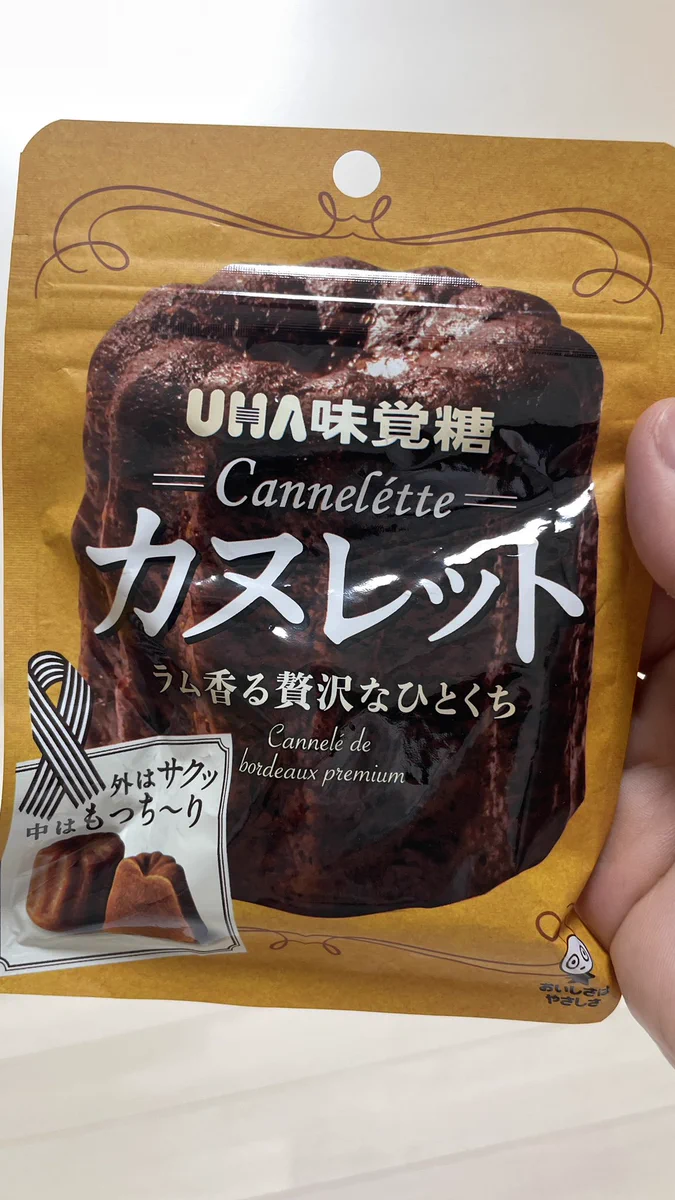 UHA味覚糖
Cannelétte
カヌレット
ラム香る贅沢なひとくち
Cannelé de
bordeaux premium
外はサクッ
中はもっち〜り
おいしさは
やさしさ